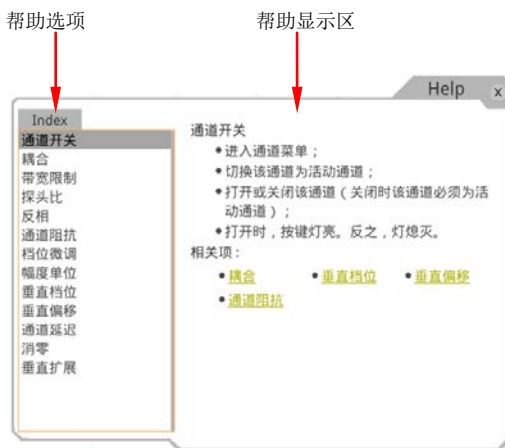 帮助选项
帮助显示区
Help x
Index
通道开关
耦合
带宽限制
探头比
反相
通道阻抗
档位微调
幅度单位
垂直档位
垂直偏移
通道延迟
消零
垂直扩展
通道开关
●进入通道菜单；
●切换该通道为活动通道；
●打开或关闭该通道（关闭时该通道必须为活
动通道）；
●打开时，按键灯亮。反之，灯熄灭。
相关项：
●耦合 ●垂直档位 ●垂直偏移
●通道阻抗